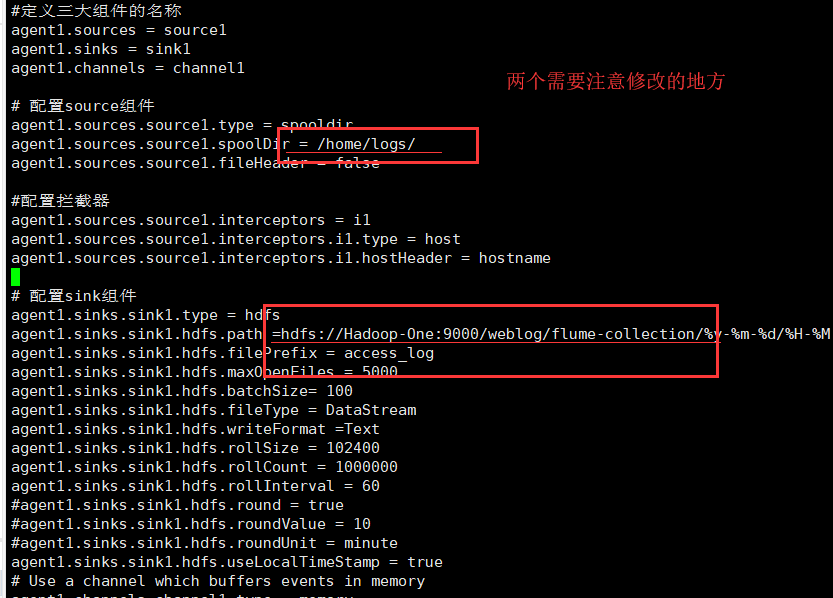 #定义三大组件的名称
agent1.sources = source1
agent1.sinks = sink1
agent1.channels = channel1
两个需要注意修改的地方
# 配置source组件
agent1.sources.source1.type = spooldir
agent1.sources.source1.spoolDir = /home/logs/
agent1.sources.source1.fileHeader = false
#配置拦截器
agent1.sources.source1.interceptors = i1
agent1.sources.source1.interceptors.i1.type = host
agent1.sources.source1.interceptors.i1.hostHeader = hostname
# 配置sink组件
agent1.sinks.sink1.type = hdfs
agent1.sinks.sink1.hdfs.path =hdfs://Hadoop-One:9000/weblog/flume-collection/%y-%m-%d/%H-%M
agent1.sinks.sink1.hdfs.filePrefix = access_log
agent1.sinks.sink1.hdfs.maxOpenFiles = 5000
agent1.sinks.sink1.hdfs.batchSize= 100
agent1.sinks.sink1.hdfs.fileType = DataStream
agent1.sinks.sink1.hdfs.writeFormat =Text
agent1.sinks.sink1.hdfs.rollSize = 102400
agent1.sinks.sink1.hdfs.rollCount = 1000000
agent1.sinks.sink1.hdfs.rollInterval = 60
#agent1.sinks.sink1.hdfs.round = true
#agent1.sinks.sink1.hdfs.roundValue = 10
#agent1.sinks.sink1.hdfs.roundUnit = minute
agent1.sinks.sink1.hdfs.useLocalTimeStamp = true
# Use a channel which buffers events in memory
agent1.channels.channel1.type = memory